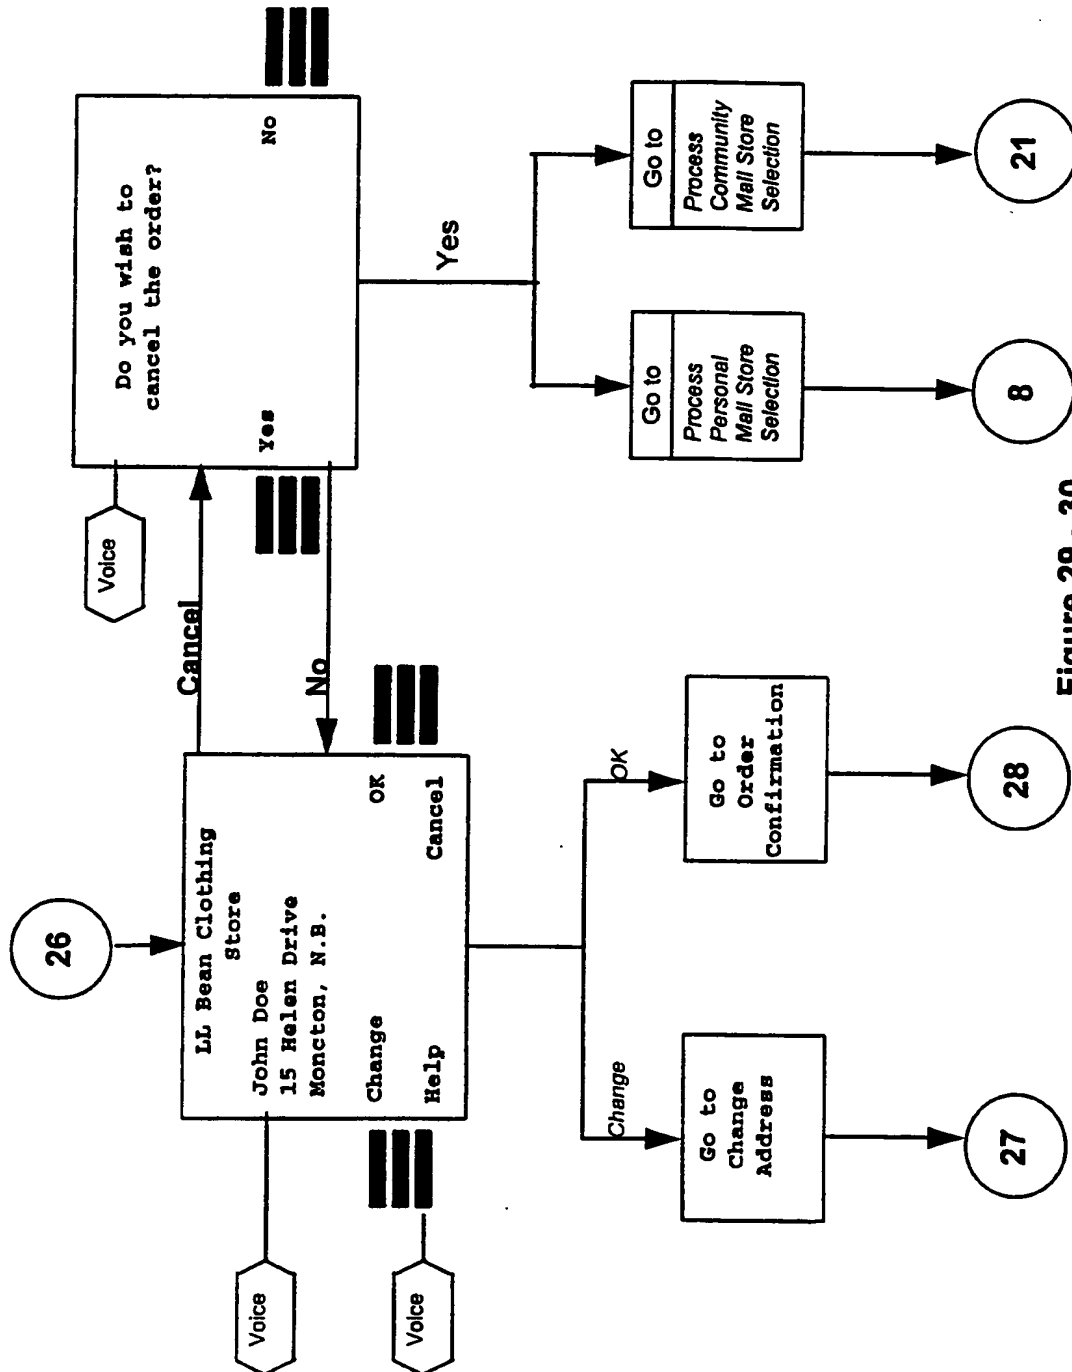 26
LL Bean Clothing
Store
John Doe
15 Helen Drive
Moncton, N.B.
Change
OK
Help
Cancel
Voice
Voice
Cancel
No
Voice
Do you wish to
cancel the order?
Yes
No
Change
OK
Go to
Change
Address
27
Go to
Order
Confirmation
28
Yes
Go to
Process
Personal
Mall Store
Selection
8
Go to
Process
Community
Mall Store
Selection
21
Figure 29 - 30